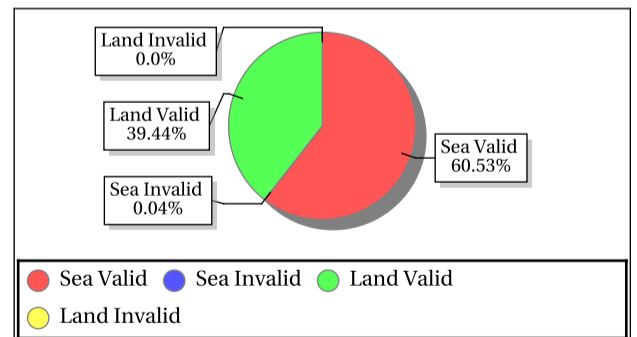 Land Invalid
0.0%
Land Valid
39.44%
Sea Valid
60.53%
Sea Invalid
0.04%
Sea Valid Sea Invalid Land Valid
Land Invalid